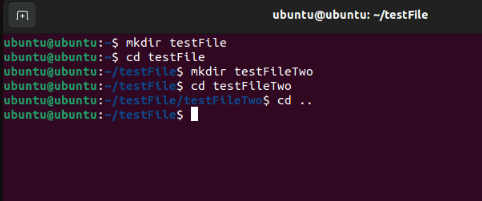 ubuntu@ubuntu: ~/testFile
ubuntu@ubuntu:~$ mkdir testFile
ubuntu@ubuntu:~$ cd testFile
ubuntu@ubuntu:~/testFile$ mkdir testFileTwo
ubuntu@ubuntu:~/testFile$ cd testFileTwo
ubuntu@ubuntu:~/testFile/testFileTwo$ cd ..
ubuntu@ubuntu:~/testFile$